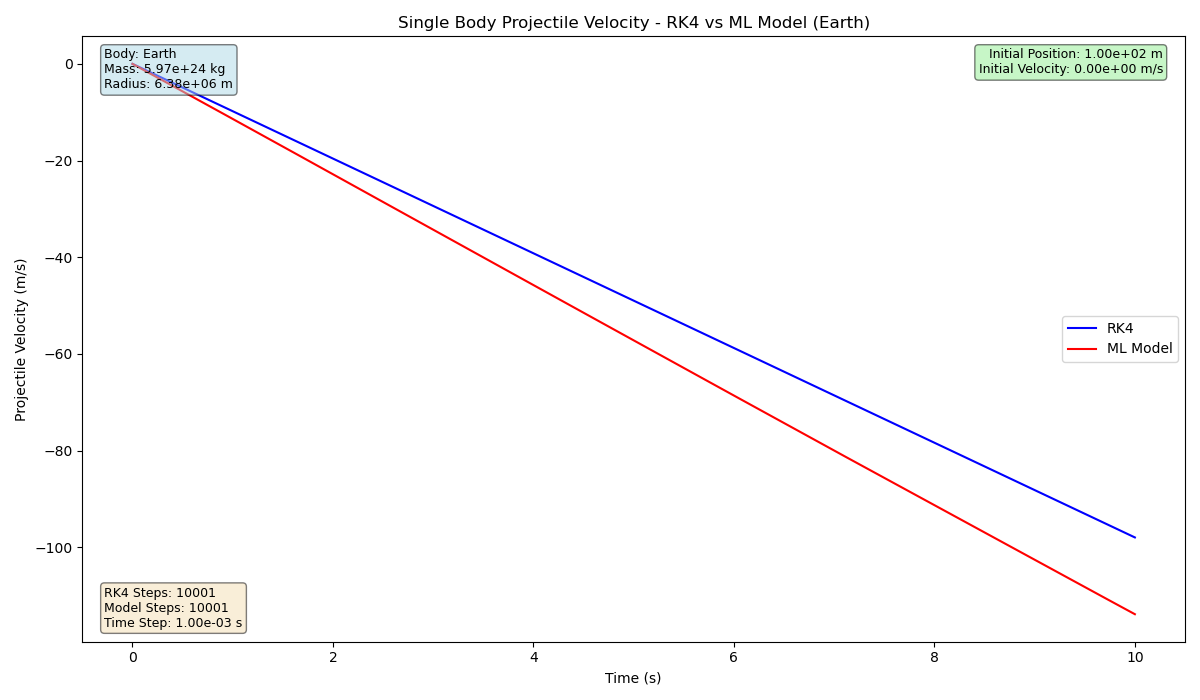 Single Body Projectile Velocity - RK4 vs ML Model (Earth)
Body: Earth
Mass: 5.97e+24 kg
Radius: 6.38e+06 m
Initial Position: 1.00e+02 m
Initial Velocity: 0.00e+00 m/s
Projectile Velocity (m/s)
0
−20
−40
−60
−80
−100
RK4
ML Model
RK4 Steps: 10001
Model Steps: 10001
Time Step: 1.00e-03 s
0 2 4 6 8 10
Time (s)